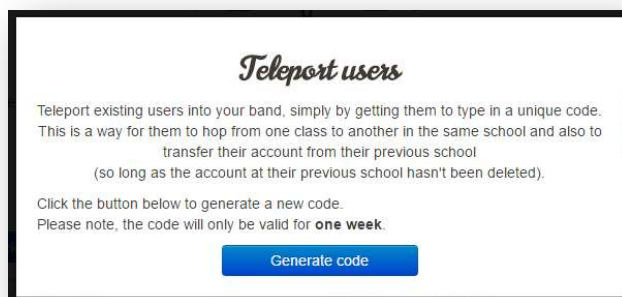 Teleport users
Teleport existing users into your band, simply by getting them to type in a unique code.
This is a way for them to hop from one class to another in the same school and also to
transfer their account from their previous school
(so long as the account at their previous school hasn't been deleted).
Click the button below to generate a new code.
Please note, the code will only be valid for one week.
Generate code